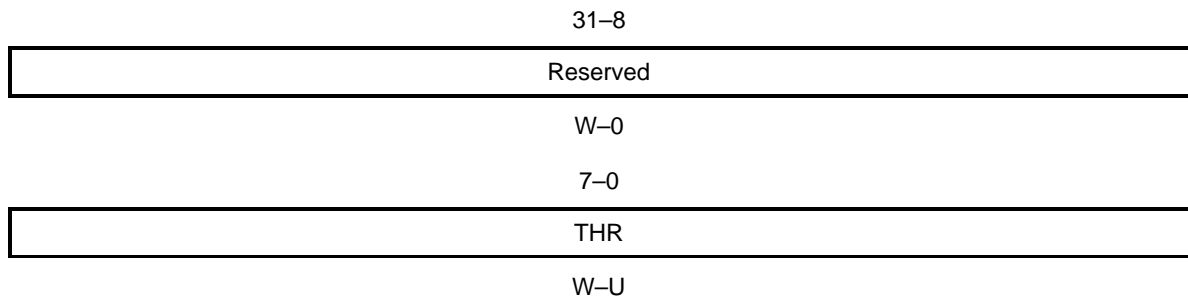 31–8
Reserved
W–0
7–0
THR
W–U